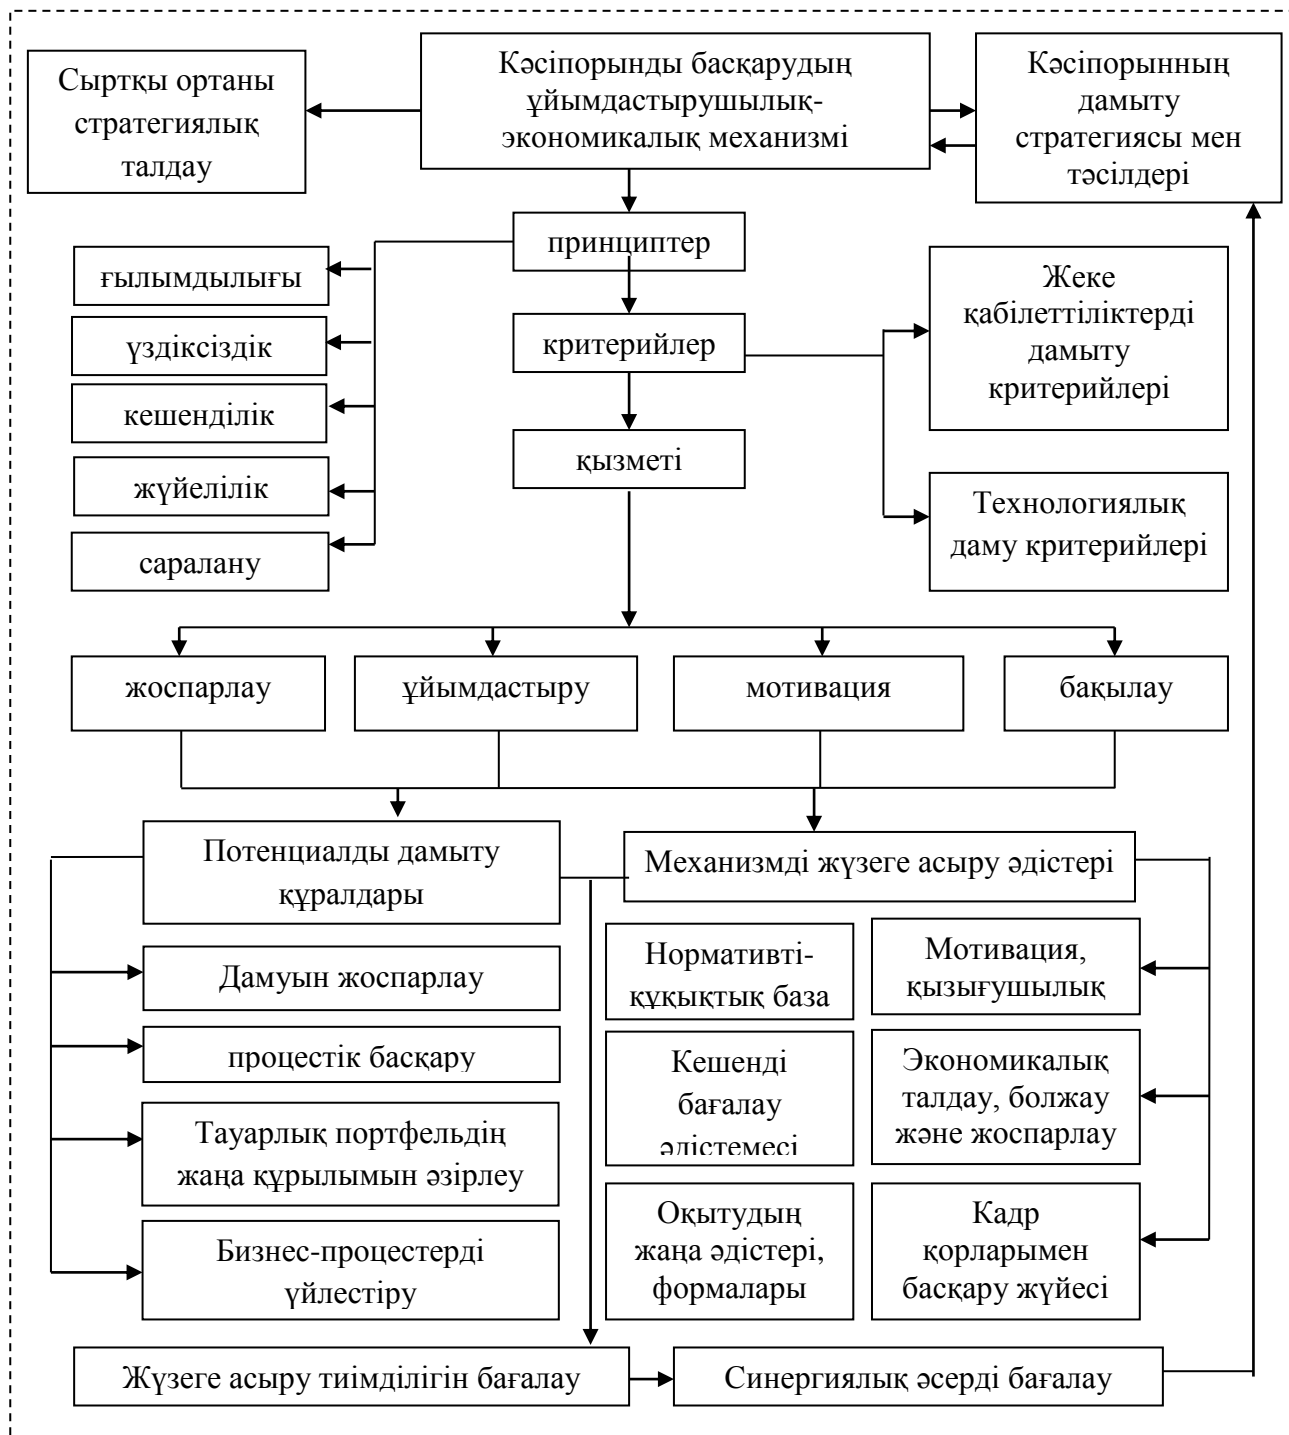 Сыртқы ортаны
стратегиялық
талдау
Кәсіпорынды басқарудың
ұйымдастырушылық-
экономикалық механизмі
Кәсіпорынның
дамыту
стратегиясы мен
тәсілдері
принциптер
ғылымдылығы
үздіксіздік
кешенділік
жүйелілік
саралану
критерийлер
Жеке
қабілеттіліктерді
дамыту
критерийлері
қызметі
Технологиялық
даму критерийлері
жоспарлау
ұйымдастыру
мотивация
бақылау
Потенциалды дамыту
құралдары
Механизмді жүзеге асыру әдістері
Дамуын жоспарлау
процестік басқару
Тауарлық портфельдің
жаңа құрылымын әзірлеу
Бизнес-процестерді
үйлестіру
Нормативті-
құқықтық база
Мотивация,
қызығушылық
Кешенді
бағалау
әдістемесі
Экономикалық
талдау, болжау
және жоспарлау
Оқытудың
жаңа әдістері,
формалары
Кадр
қорларымен
басқару жүйесі
Жүзеге асыру тиімділігін бағалау
Синергиялық әсерді бағалау